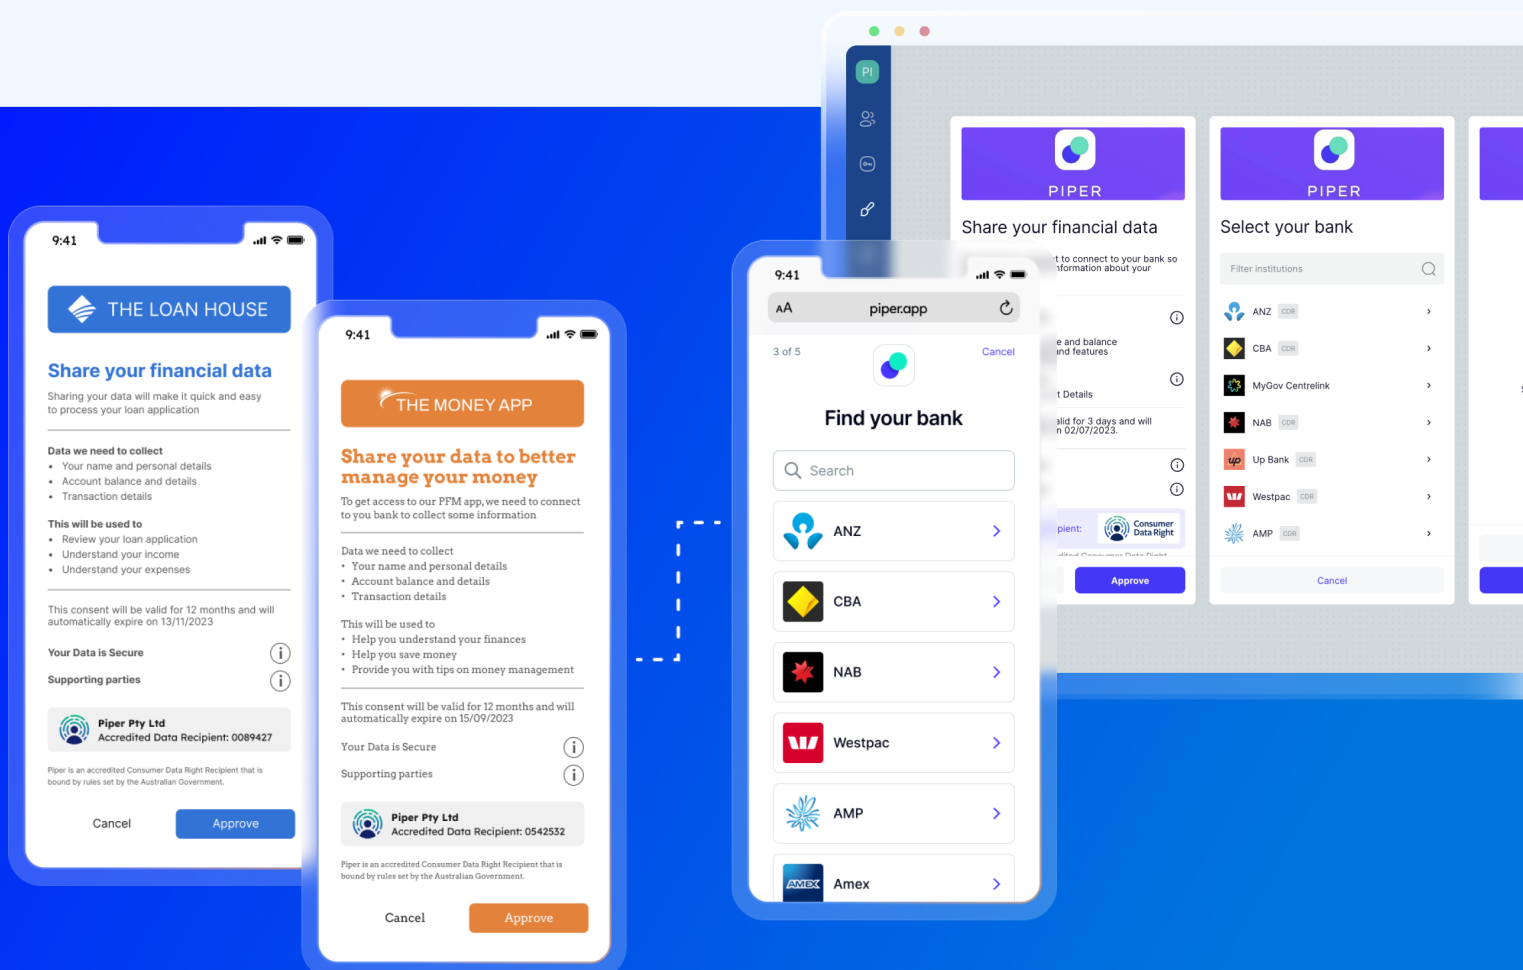 9:41
THE LOAN HOUSE
Share your financial data
Sharing your data will make it quick and easy
to process your loan application
Data we need to collect
• Your name and personal details
• Account balance and details
• Transaction details
This will be used to
• Review your loan application
• Understand your income
• Understand your expenses
This consent will be valid for 12 months and will
automatically expire on 13/11/2023
Your Data is Secure
Supporting parties
Piper Pty Ltd
Accredited Data Recipient: 0089427
Piper is an accredited Consumer Data Right Recipient that is
bound by rules set by the Australian Government.
Cancel
Approve
9:41
THE MONEY APP
Share your data to better
manage your money
To get access to our PFM app, we need to connect
to you bank to collect some information
Data we need to collect
• Your name and personal details
• Account balance and details
• Transaction details
This will be used to
• Help you understand your finances
• Help you save money
• Provide you with tips on money management
This consent will be valid for 12 months and will
automatically expire on 15/09/2023
Your Data is Secure
Supporting parties
Piper Pty Ltd
Accredited Data Recipient: 0542532
Piper is an accredited Consumer Data Right Recipient that is
bound by rules set by the Australian Government.
Cancel
Approve
9:41
AA
piper.app
3 of 5
Cancel
Find your bank
Search
ANZ
CBA
NAB
Westpac
AMP
AMEX
Amex
PI
PIPER
Share your financial data
to connect to your bank so
information about your
and balance
and features
Details
valid for 3 days and will
02/07/2023.
Consumer
Data Right
Consumer Data Right
Approve
PIPER
Select your bank
Filter institutions
ANZ CDR
CBA CDR
MyGov Centrelink
NAB CDR
up
Up Bank CDR
Westpac CDR
AMP CDR
Cancel